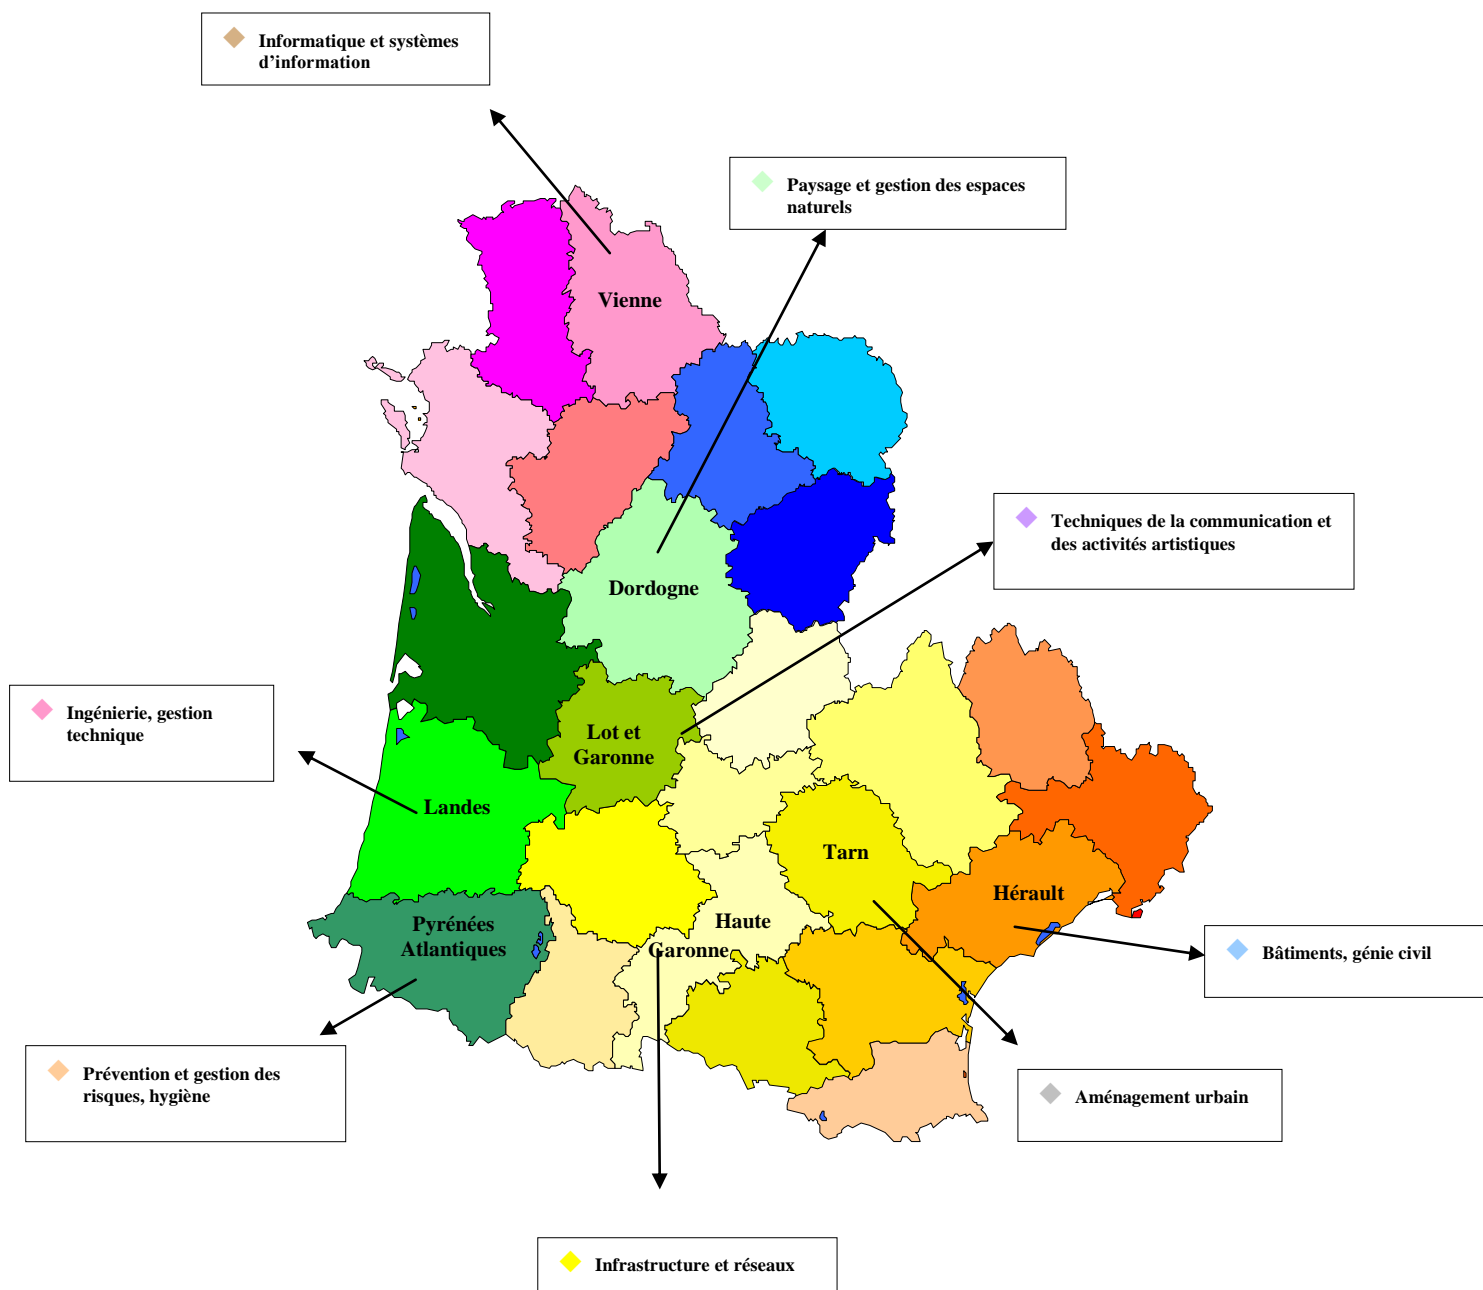 Informatique et systèmes
d’information
Paysage et gestion des espaces
naturels
Vienne
Techniques de la communication et
des activités artistiques
Dordogne
Ingénierie, gestion
technique
Lot et
Garonne
Landes
Tarn
Hérault
Pyrénées
Atlantiques
Haute
Garonne
Bâtiments, génie civil
Prévention et gestion des
risques, hygiène
Aménagement urbain
Infrastructure et réseaux